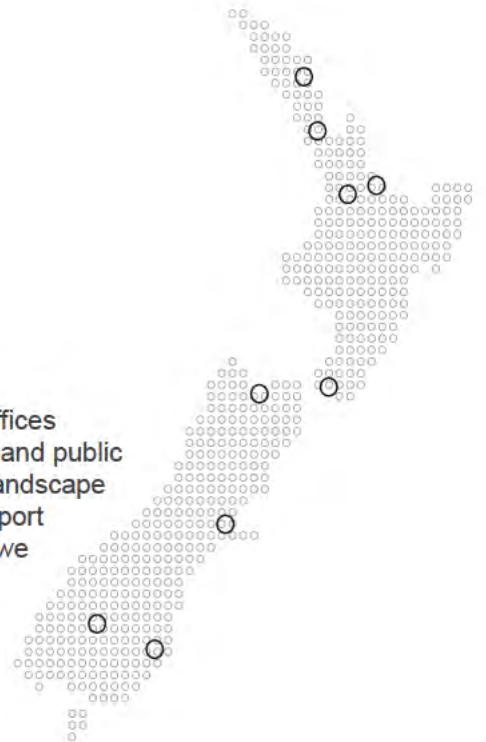 ffices
and public
andscape
port
we